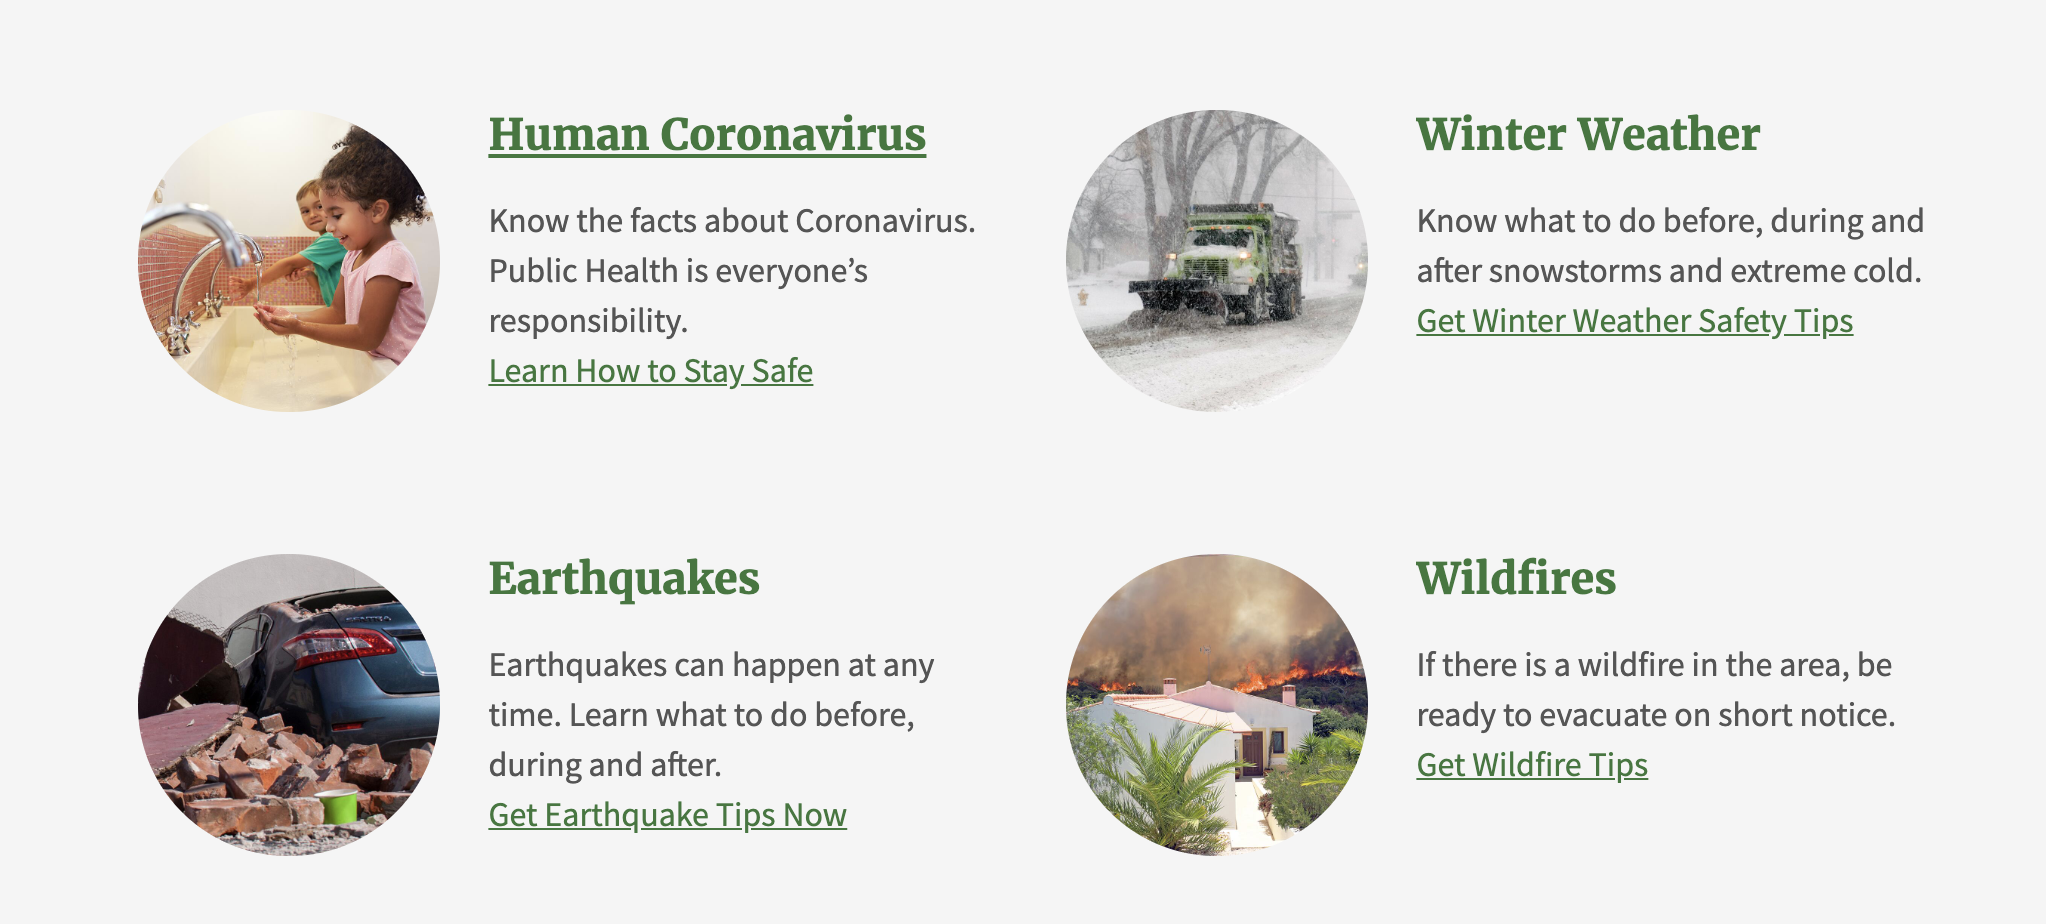 Human Coronavirus
Know the facts about Coronavirus.
Public Health is everyone’s
responsibility.
Learn How to Stay Safe
Winter Weather
Know what to do before, during and
after snowstorms and extreme cold.
Get Winter Weather Safety Tips
Earthquakes
Earthquakes can happen at any
time. Learn what to do before,
during and after.
Get Earthquake Tips Now
Wildfires
If there is a wildfire in the area, be
ready to evacuate on short notice.
Get Wildfire Tips
SENTRA